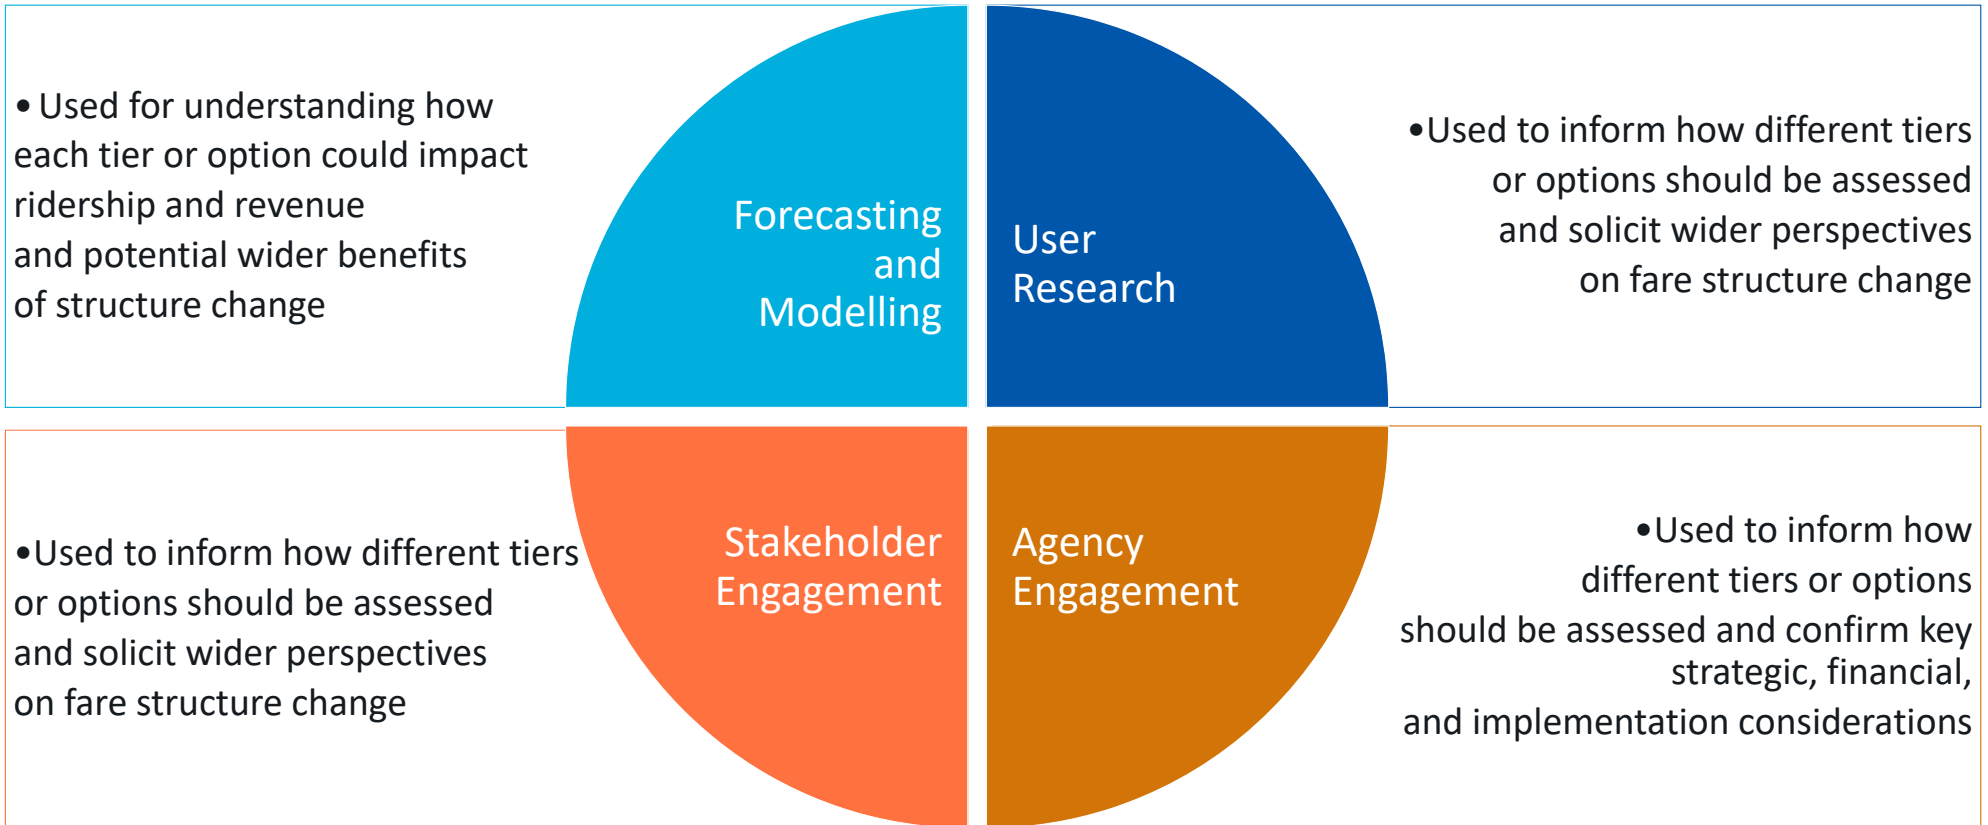 • Used for understanding how
each tier or option could impact
ridership and revenue
and potential wider benefits
of structure change
Forecasting
and
Modelling
User
Research
•Used to inform how different tiers
or options should be assessed
and solicit wider perspectives
on fare structure change
•Used to inform how different tiers
or options should be assessed
and solicit wider perspectives
on fare structure change
Stakeholder
Engagement
Agency
Engagement
•Used to inform how
different tiers or options
should be assessed and confirm key
strategic, financial,
and implementation considerations